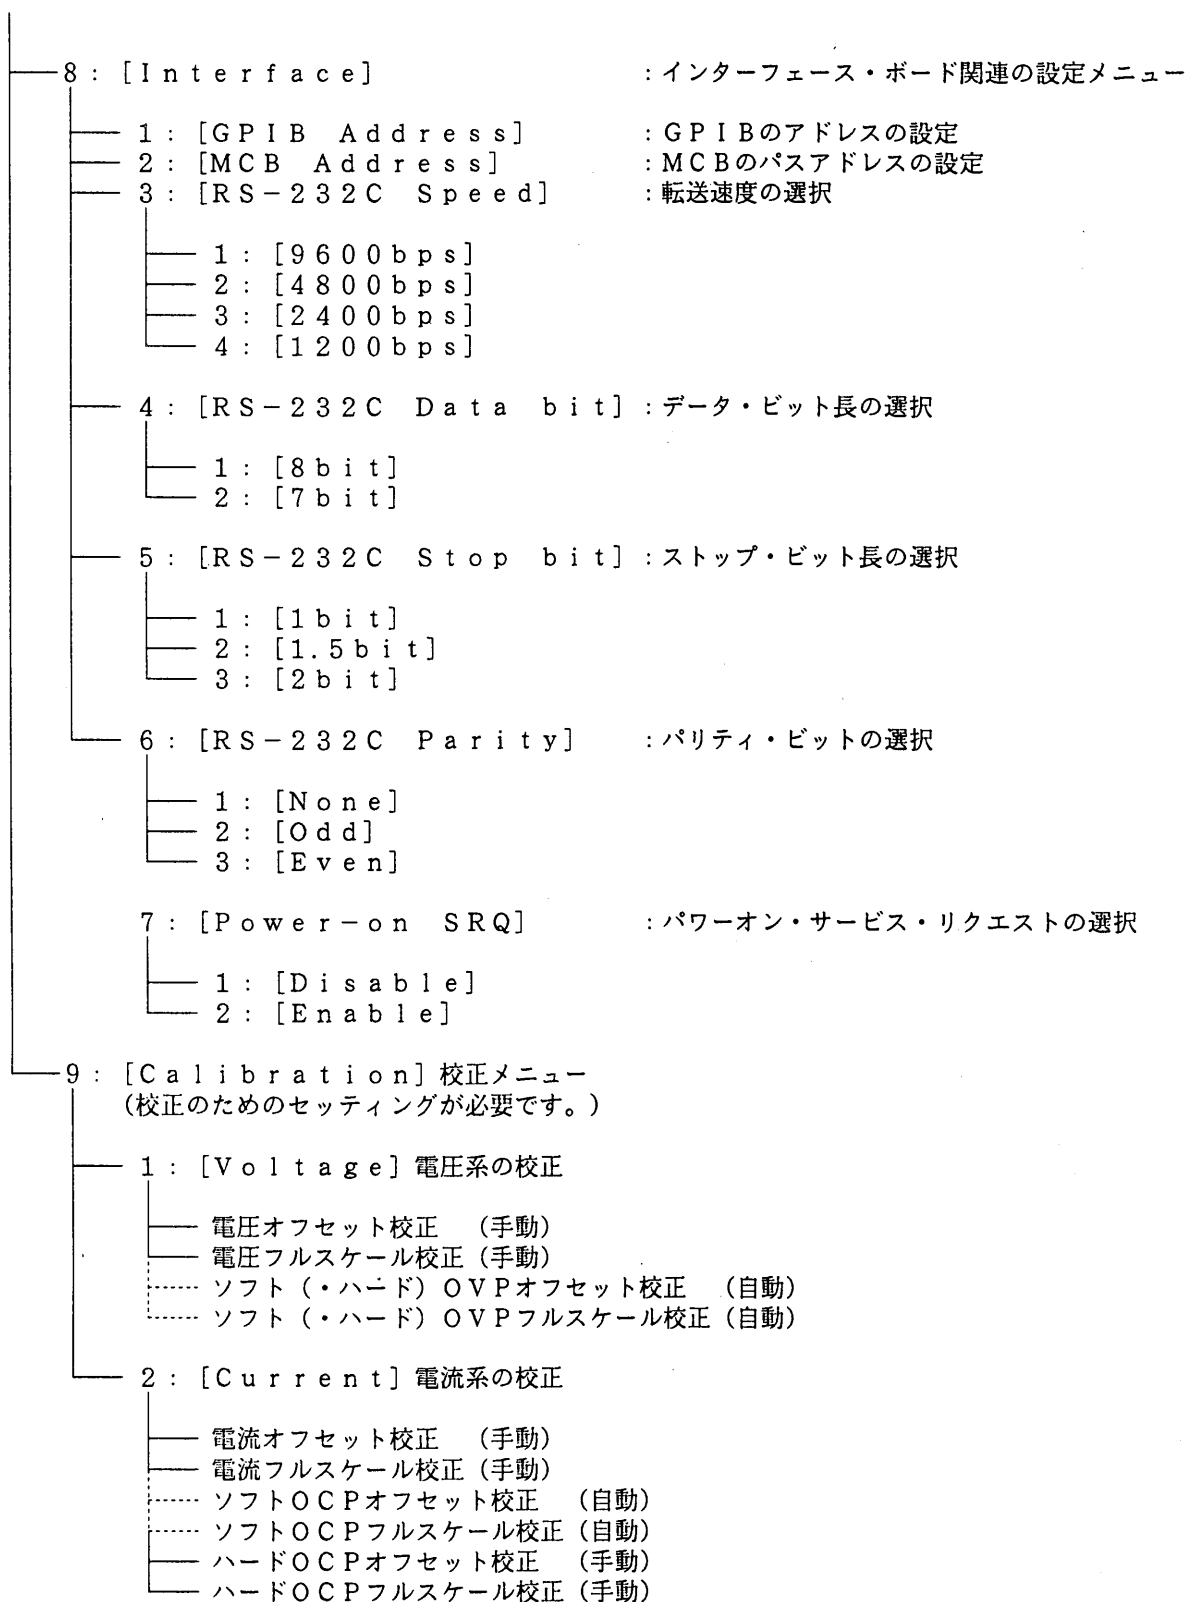 8：［Interface］ ：インターフェース・ボード関連の設定メニュー
1：［GPIB Address］ ：GPIBのアドレスの設定
2：［MCB Address］ ：MCBのパスアドレスの設定
3：［RS－232C Speed］ ：転送速度の選択
1：［9600bps］
2：［4800bps］
3：［2400bps］
4：［1200bps］
4：［RS－232C Data bit］：データ・ビット長の選択
1：［8bit］
2：［7bit］
5：［RS－232C Stop bit］：ストップ・ビット長の選択
1：［1bit］
2：［1.5bit］
3：［2bit］
6：［RS－232C Parity］ ：パリティ・ビットの選択
1：［None］
2：［Odd］
3：［Even］
7：［Power－on SRQ］ ：パワーオン・サービス・リクエストの選択
1：［Disable］
2：［Enable］
9：［Calibration］校正メニュー
（校正のためのセッティングが必要です。）
1：［Voltage］電圧系の校正
電圧オフセット校正 （手動）
電圧フルスケール校正（手動）
ソフト（・ハード）OVPオフセット校正 （自動）
ソフト（・ハード）OVPフルスケール校正（自動）
2：［Current］電流系の校正
電流オフセット校正 （手動）
電流フルスケール校正（手動）
ソフトOCPオフセット校正 （自動）
ソフトOCPフルスケール校正（自動）
ハードOCPオフセット校正 （手動）
ハードOCPフルスケール校正（手動）